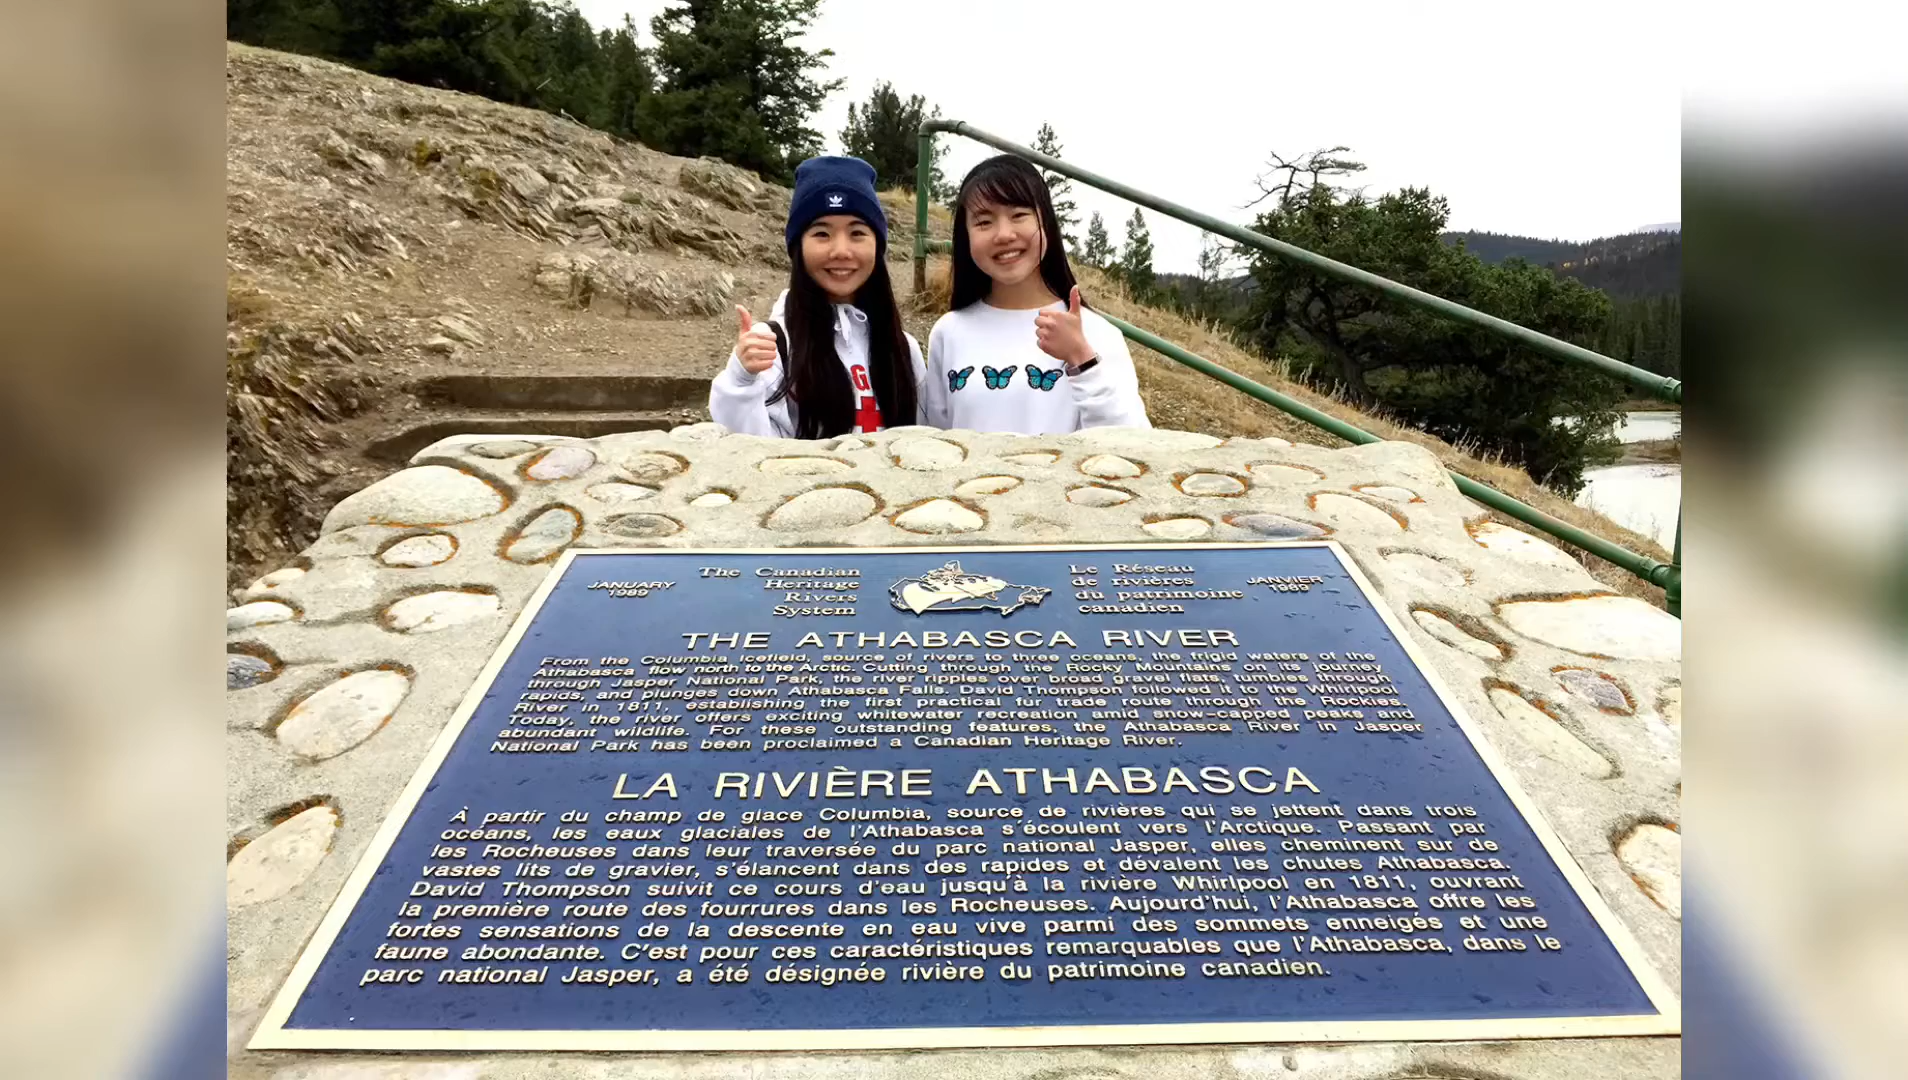 JANUARY
1989
The Canadian
Heritage
Rivers
System
Le Réseau
de rivières
du patrimoine
canadien
JANVIER
1989
THE ATHABASCA RIVER
From the Columbia Icefield, source of rivers to three oceans, the frigid waters of the
Athabasca flow north to the Arctic. Cutting through the Rocky Mountains on its journey
through Jasper National Park, the river ripples over broad gravel flats, tumbles through
rapids, and plunges down Athabasca Falls. David Thompson followed it to the Whirlpool
River in 1811, establishing the first practical fur trade route through the Rockies.
Today, the river offers exciting whitewater recreation amid snow-capped peaks and
abundant wildlife. For these outstanding features, the Athabasca River in Jasper
National Park has been proclaimed a Canadian Heritage River.
LA RIVIÈRE ATHABASCA
À partir du champ de glace Columbia, source de rivières qui se jettent dans trois
océans, les eaux glaciales de l'Athabasca s'écoulent vers l'Arctique. Passant par
les Rocheuses dans leur traversée du parc national Jasper, elles cheminent sur de
vastes lits de gravier, s'élancent dans des rapides et dévalent les chutes Athabasca.
David Thompson suivit ce cours d'eau jusqu'à la rivière Whirlpool en 1811, ouvrant
la première route des fourrures dans les Rocheuses. Aujourd'hui, l'Athabasca offre les
fortes sensations de la descente en eau vive parmi des sommets enneigés et une
faune abondante. C'est pour ces caractéristiques remarquables que l'Athabasca, dans le
parc national Jasper, a été désignée rivière du patrimoine canadien.